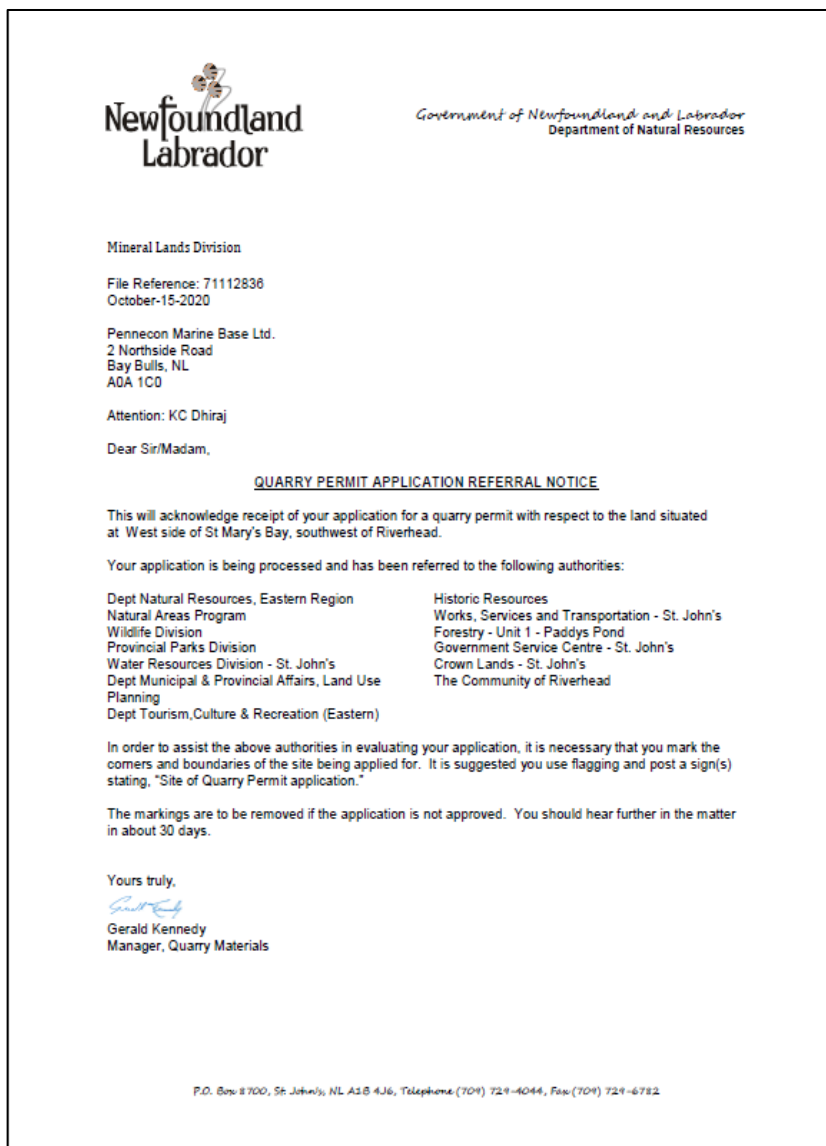 Newfoundland
Labrador
Government of Newfoundland and Labrador
Department of Natural Resources
Mineral Lands Division
File Reference: 71112836
October-15-2020
Pennecon Marine Base Ltd.
2 Northside Road
Bay Bulls, NL
A0A 1C0
Attention: KC Dhiraj
Dear Sir/Madam,
QUARRY PERMIT APPLICATION REFERRAL NOTICE
This will acknowledge receipt of your application for a quarry permit with respect to the land situated
at West side of St Mary's Bay, southwest of Riverhead.
Your application is being processed and has been referred to the following authorities:
Dept Natural Resources, Eastern Region
Natural Areas Program
Wildlife Division
Provincial Parks Division
Water Resources Division - St. John's
Dept Municipal & Provincial Affairs, Land Use
Planning
Dept Tourism,Culture & Recreation (Eastern)
Historic Resources
Works, Services and Transportation - St. John's
Forestry - Unit 1 - Paddys Pond
Government Service Centre - St. John's
Crown Lands - St. John's
The Community of Riverhead
In order to assist the above authorities in evaluating your application, it is necessary that you mark the
corners and boundaries of the site being applied for. It is suggested you use flagging and post a sign(s)
stating, "Site of Quarry Permit application."
The markings are to be removed if the application is not approved. You should hear further in the matter
in about 30 days.
Yours truly,
Gerald Kennedy
Manager, Quarry Materials
P.O. Box 8700, St. John's, NL A1B 4J6, Telephone (709) 729-4044, Fax (709) 729-6782